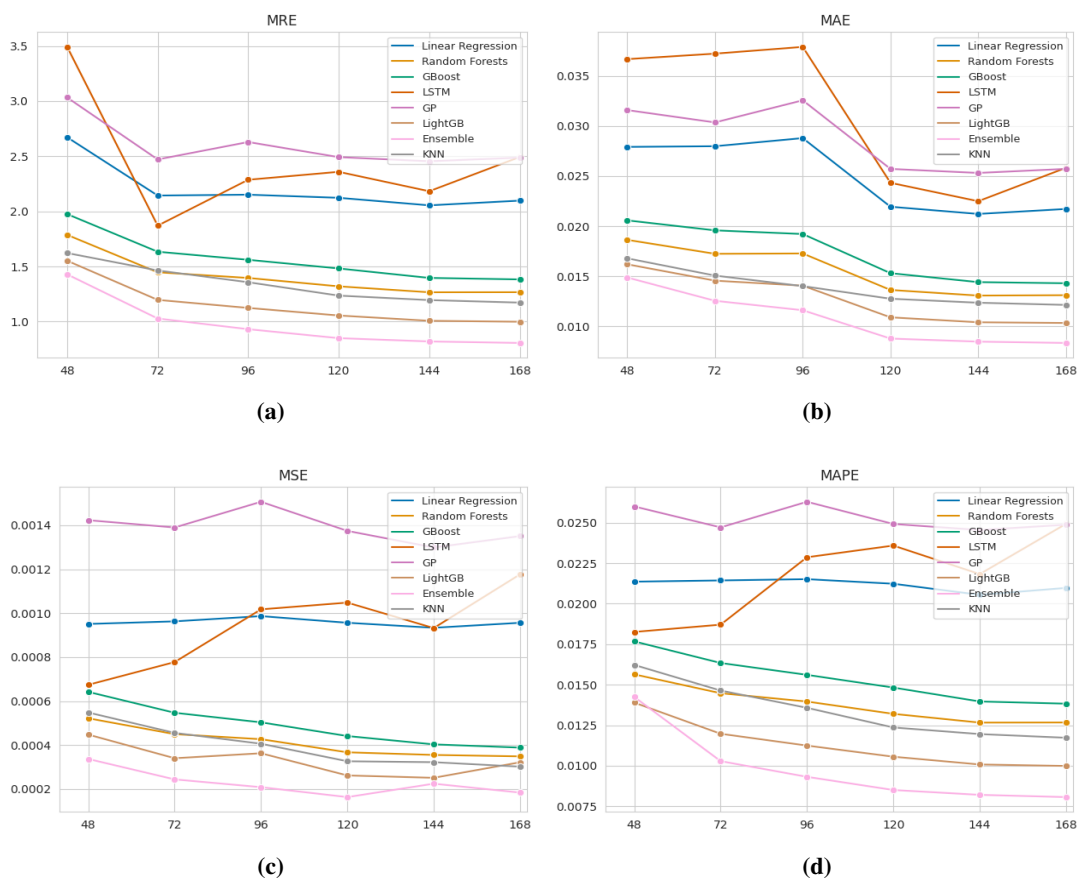 MRE
3.5
3.0
2.5
2.0
1.5
1.0
48 72 96 120 144 168
Linear Regression
Random Forests
GBoost
LSTM
GP
LightGB
Ensemble
KNN
(a)
MAE
0.035
0.030
0.025
0.020
0.015
0.010
48 72 96 120 144 168
Linear Regression
Random Forests
GBoost
LSTM
GP
LightGB
Ensemble
KNN
(b)
MSE
0.0014
0.0012
0.0010
0.0008
0.0006
0.0004
0.0002
48 72 96 120 144 168
Linear Regression
Random Forests
GBoost
LSTM
GP
LightGB
Ensemble
KNN
(c)
MAPE
0.0250
0.0225
0.0200
0.0175
0.0150
0.0125
0.0100
0.0075
48 72 96 120 144 168
Linear Regression
Random Forests
GBoost
LSTM
GP
LightGB
Ensemble
KNN
(d)